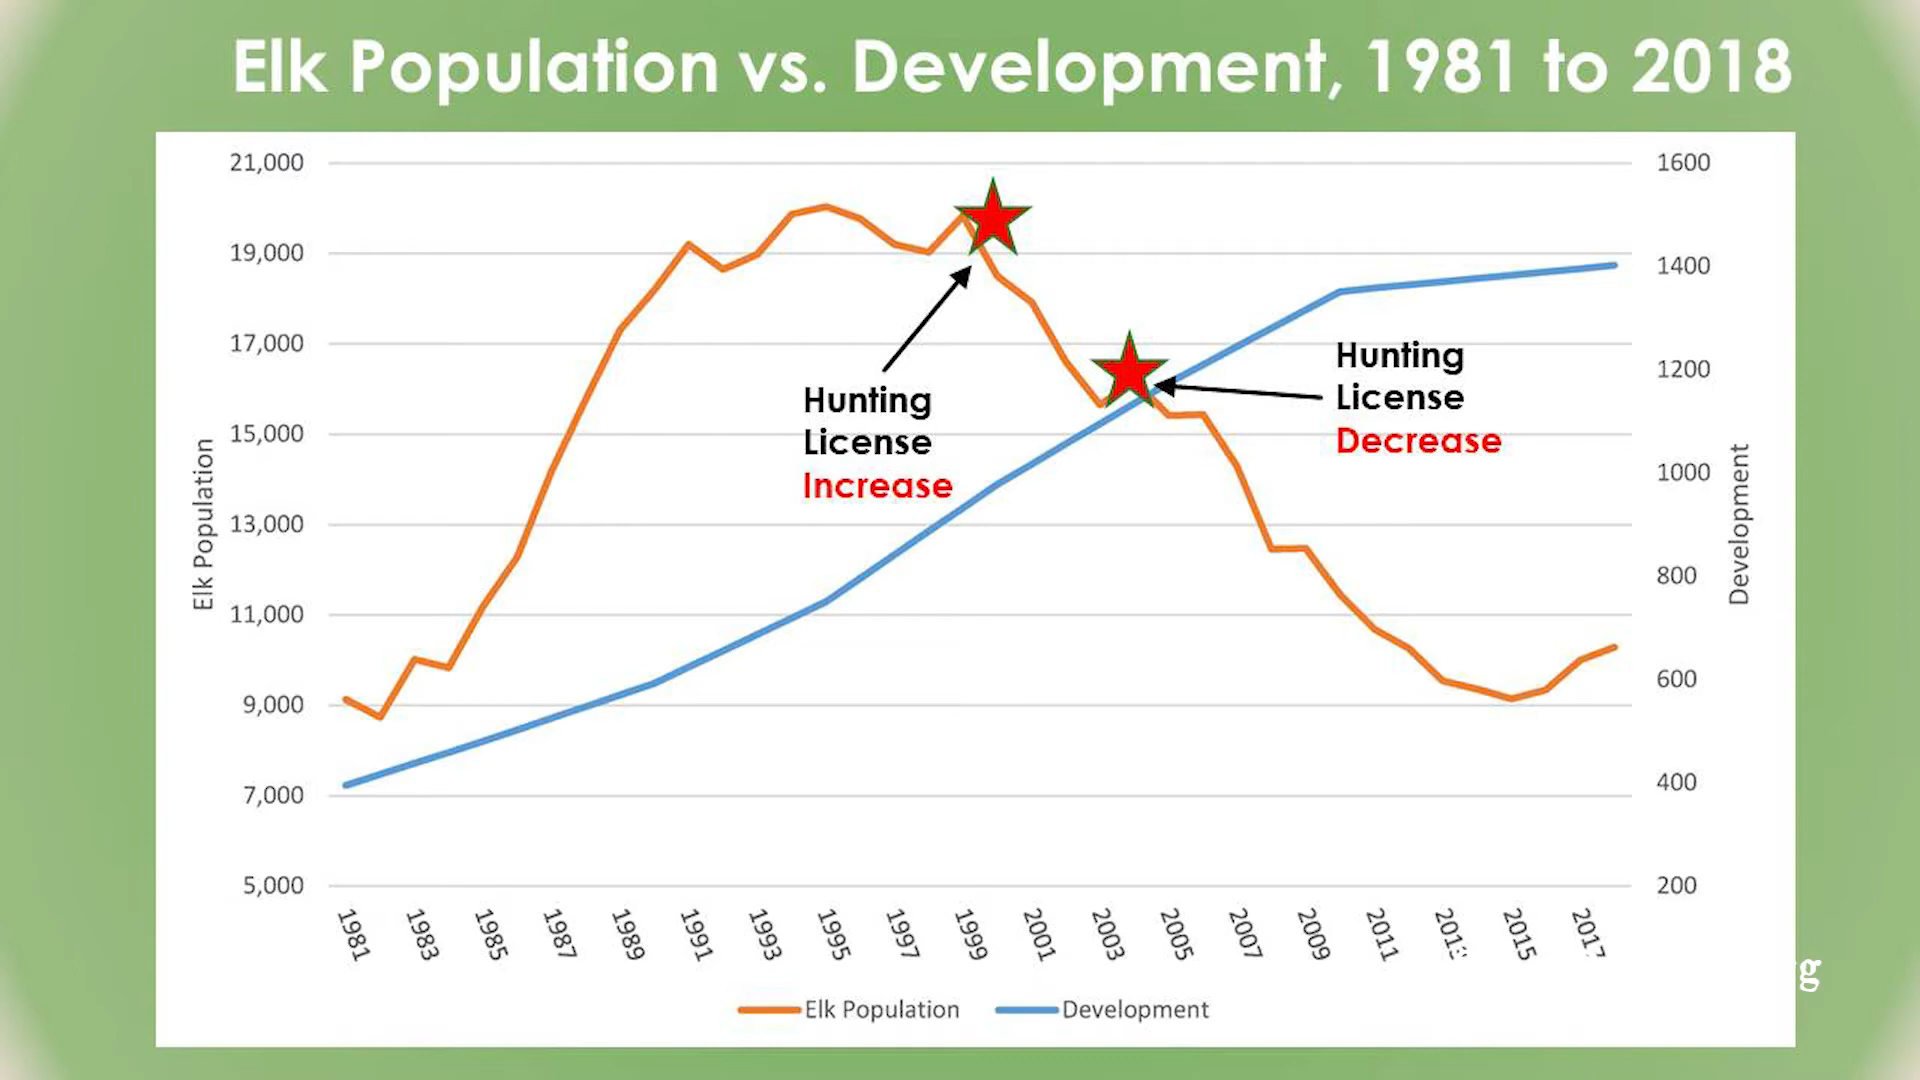 Elk Population vs. Development, 1981 to 2018
21,000
19,000
17,000
15,000
13,000
11,000
9,000
7,000
5,000
Elk Population
Hunting
License
Increase
Hunting
License
Decrease
1600
1400
1200
1000
800
600
400
200
Development
1981 1983 1985 1987 1989 1991 1993 1995 1997 1999 2001 2003 2005 2007 2009 2011 2013 2015 2017
Elk Population Development